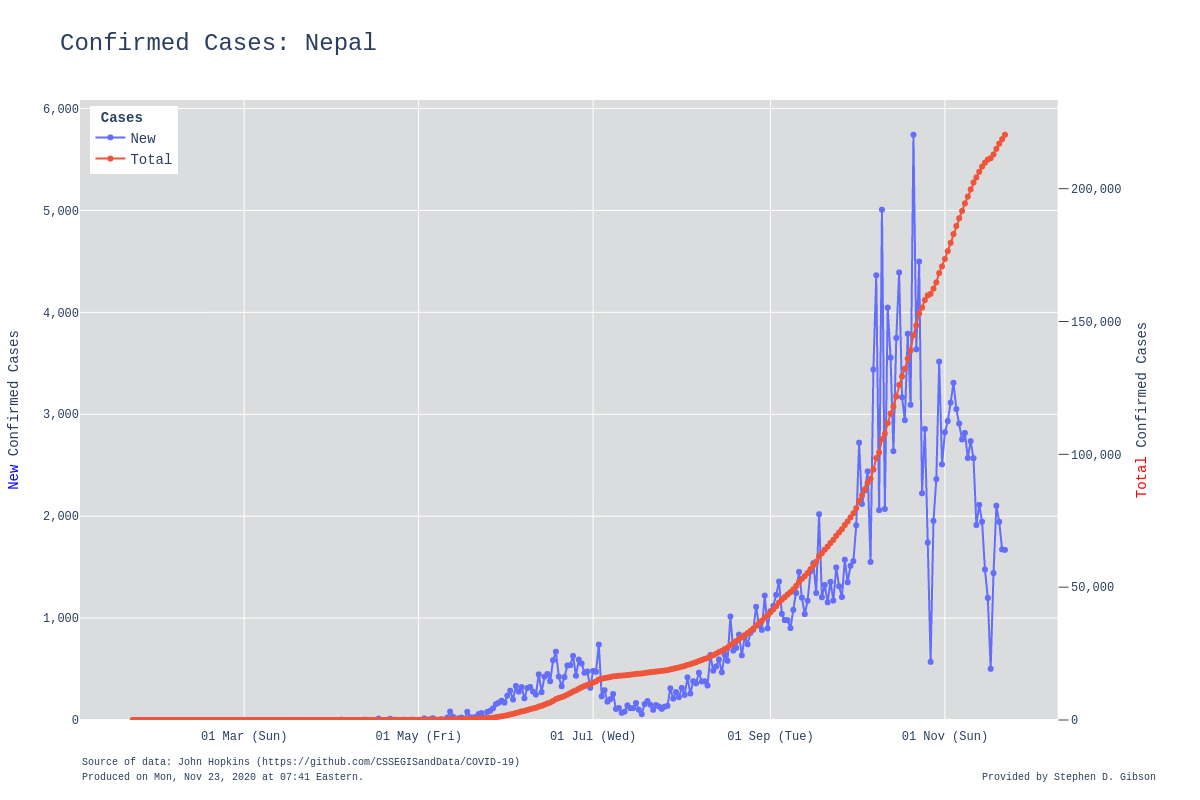 Confirmed Cases: Nepal
Cases
New
Total
6,000
5,000
4,000
3,000
2,000
1,000
0
New Confirmed Cases
200,000
150,000
100,000
50,000
0
Total Confirmed Cases
01 Mar (Sun)
01 May (Fri)
01 Jul (Wed)
01 Sep (Tue)
01 Nov (Sun)
Source of data: John Hopkins (https://github.com/CSSEGISandData/COVID-19)
Produced on Mon, Nov 23, 2020 at 07:41 Eastern.
Provided by Stephen D. Gibson